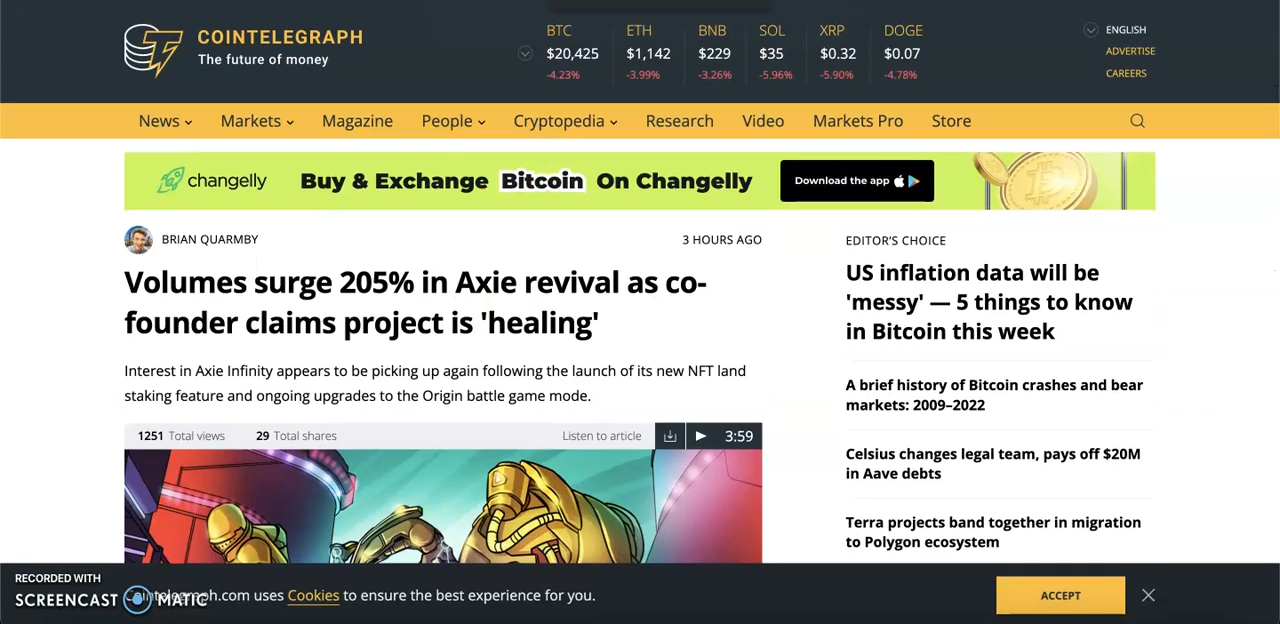 COINTELEGRAPH
The future of money
BTC
$20,425
-4.23%
ETH
$1,142
-3.99%
BNB
$229
-3.26%
SOL
$35
-5.96%
XRP
$0.32
-5.90%
DOGE
$0.07
-4.78%
ENGLISH
ADVERTISE
CAREERS
News Markets Magazine People Cryptopedia Research Video Markets Pro Store
changelly Buy & Exchange Bitcoin On Changelly Download the app
BRIAN QUARMBY 3 HOURS AGO
Volumes surge 205% in Axie revival as co-
founder claims project is 'healing'
Interest in Axie Infinity appears to be picking up again following the launch of its new NFT land
staking feature and ongoing upgrades to the Origin battle game mode.
1251 Total views 29 Total shares Listen to article 3:59
EDITOR'S CHOICE
US inflation data will be
'messy' — 5 things to know
in Bitcoin this week
A brief history of Bitcoin crashes and bear
markets: 2009–2022
Celsius changes legal team, pays off $20M
in Aave debts
Terra projects band together in migration
to Polygon ecosystem
RECORDED WITH
SCREENCAST MATIC
uses Cookies to ensure the best experience for you.
ACCEPT